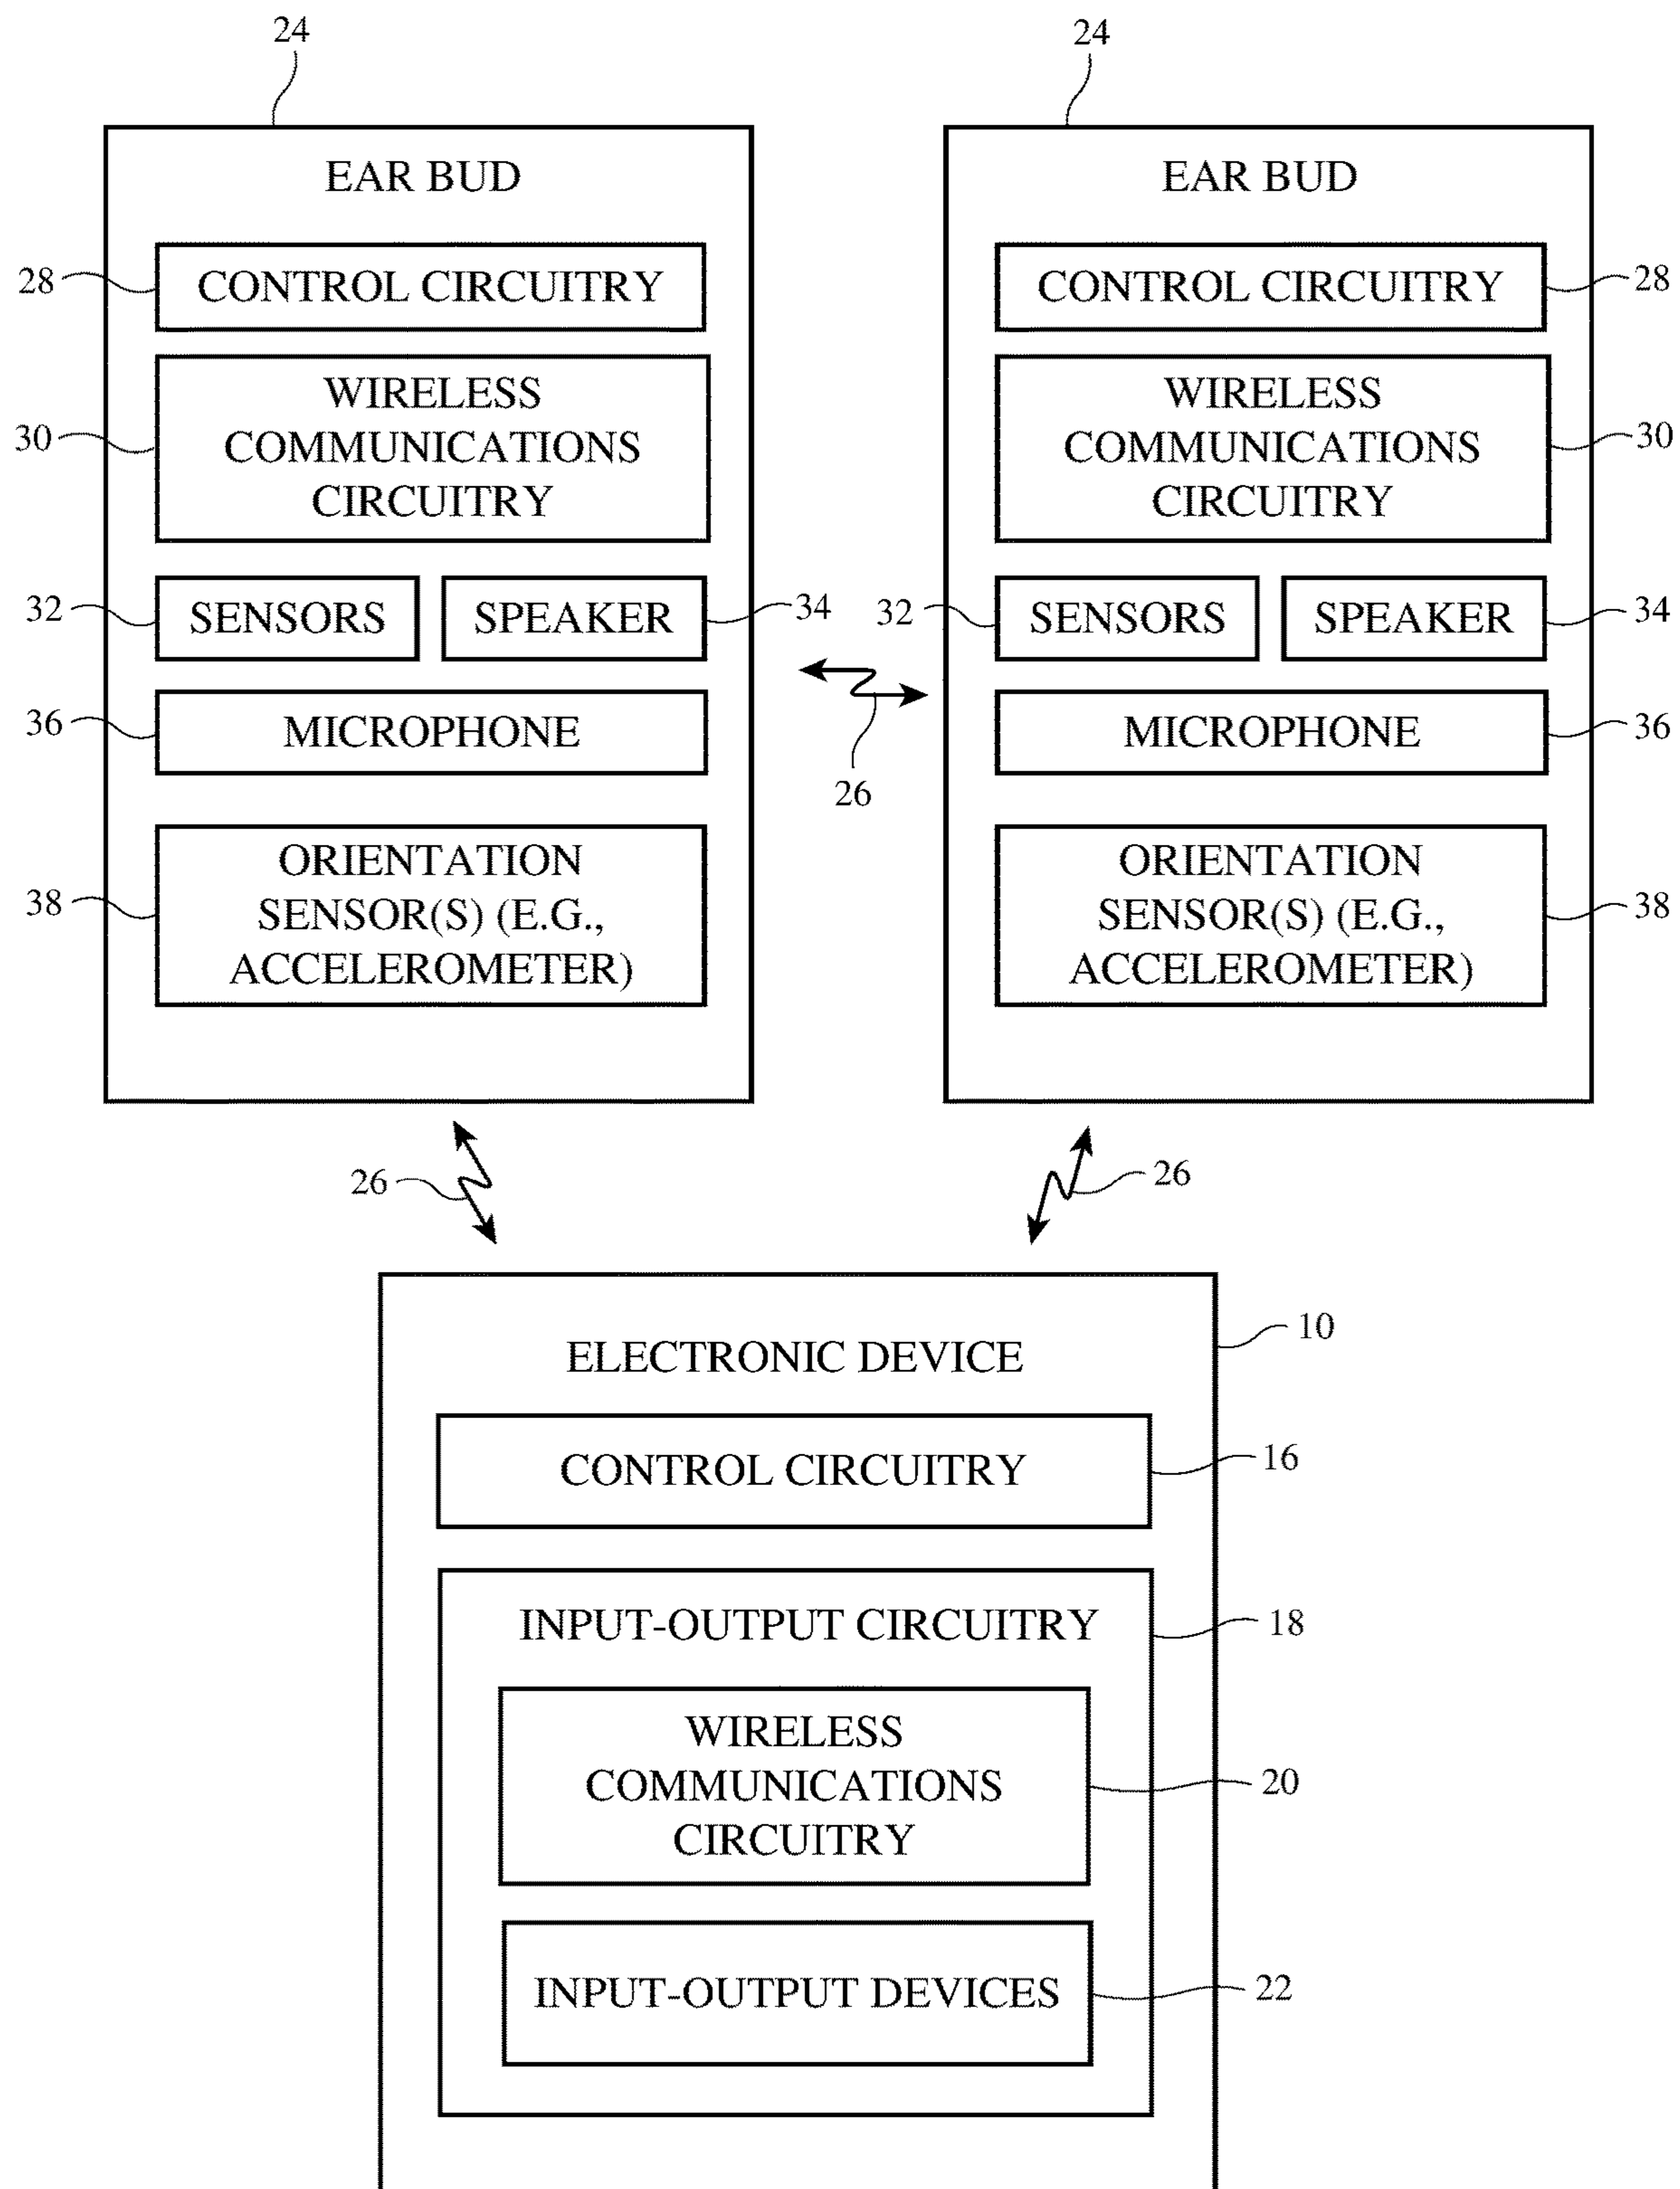 24
24
EAR BUD
EAR BUD
28
CONTROL CIRCUITRY
CONTROL CIRCUITRY
28
30
WIRELESS
COMMUNICATIONS
CIRCUITRY
WIRELESS
COMMUNICATIONS
CIRCUITRY
30
32
SENSORS
SPEAKER
34
32
SENSORS
SPEAKER
34
36
MICROPHONE
26
MICROPHONE
36
38
ORIENTATION
SENSOR(S) (E.G.,
ACCELEROMETER)
ORIENTATION
SENSOR(S) (E.G.,
ACCELEROMETER)
38
26
26
ELECTRONIC DEVICE
10
CONTROL CIRCUITRY
16
INPUT-OUTPUT CIRCUITRY
18
WIRELESS
COMMUNICATIONS
CIRCUITRY
20
INPUT-OUTPUT DEVICES
22